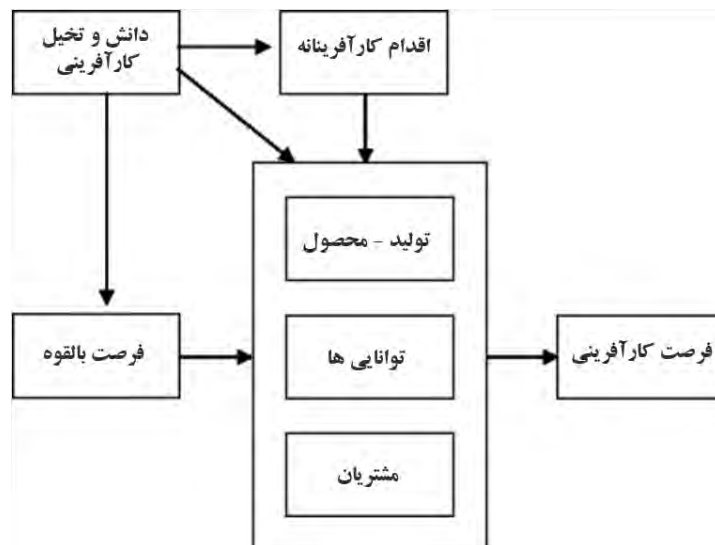 دانش و تخیل
کارآفرینی
اقدام کارآفرینانه
تولید - محصول
فرصت بالقوه
توانایی ها
فرصت کارآفرینی
مشتریان